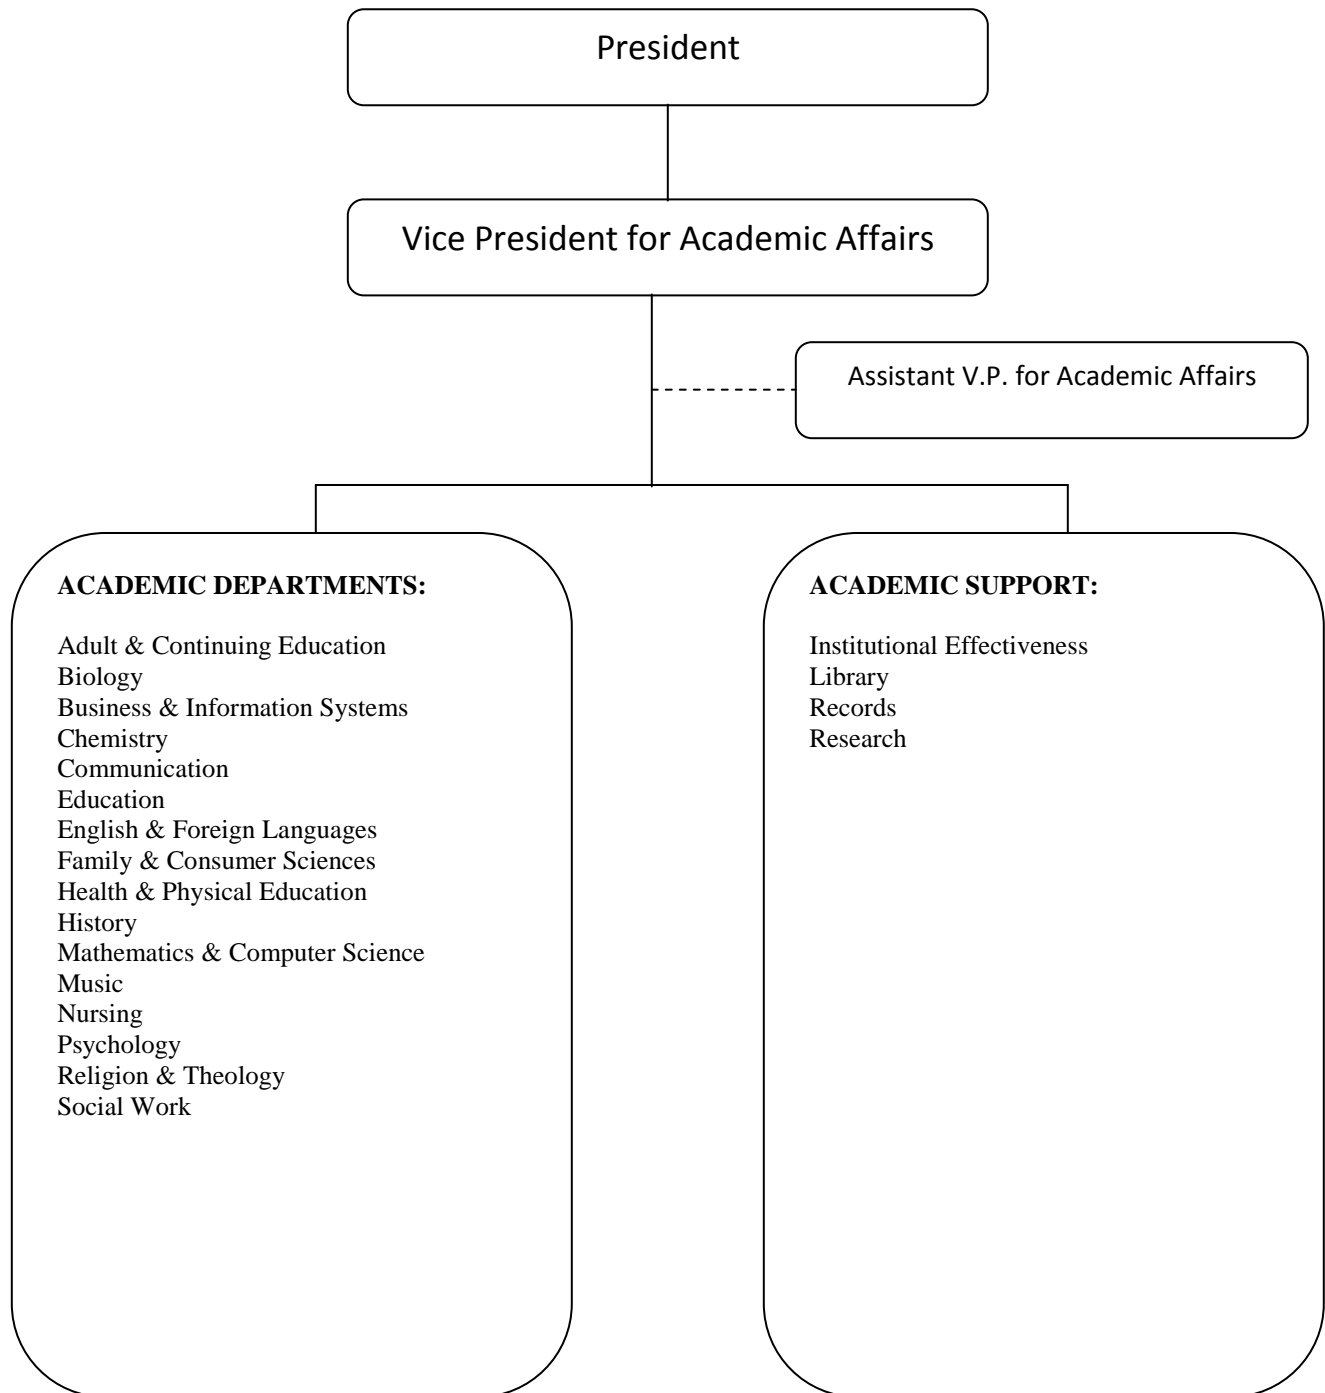 President
Vice President for Academic Affairs
Assistant V.P. for Academic Affairs
ACADEMIC DEPARTMENTS:
Adult & Continuing Education
Biology
Business & Information Systems
Chemistry
Communication
Education
English & Foreign Languages
Family & Consumer Sciences
Health & Physical Education
History
Mathematics & Computer Science
Music
Nursing
Psychology
Religion & Theology
Social Work
ACADEMIC SUPPORT:
Institutional Effectiveness
Library
Records
Research